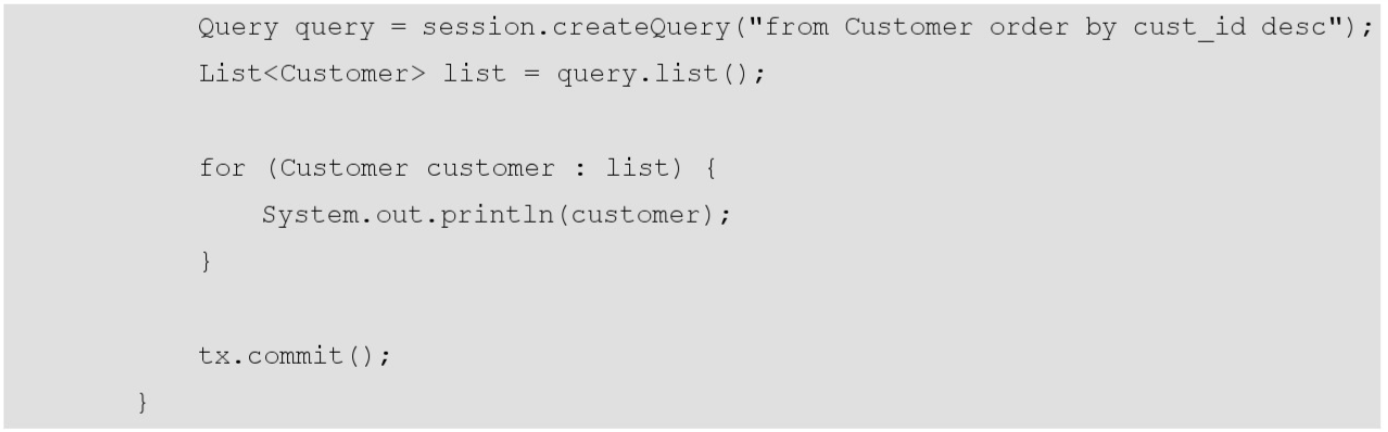 Query query = session.createQuery("from Customer order by cust_id desc");
List<Customer> list = query.list();
for (Customer customer : list) {
System.out.println(customer);
}
tx.commit();
}